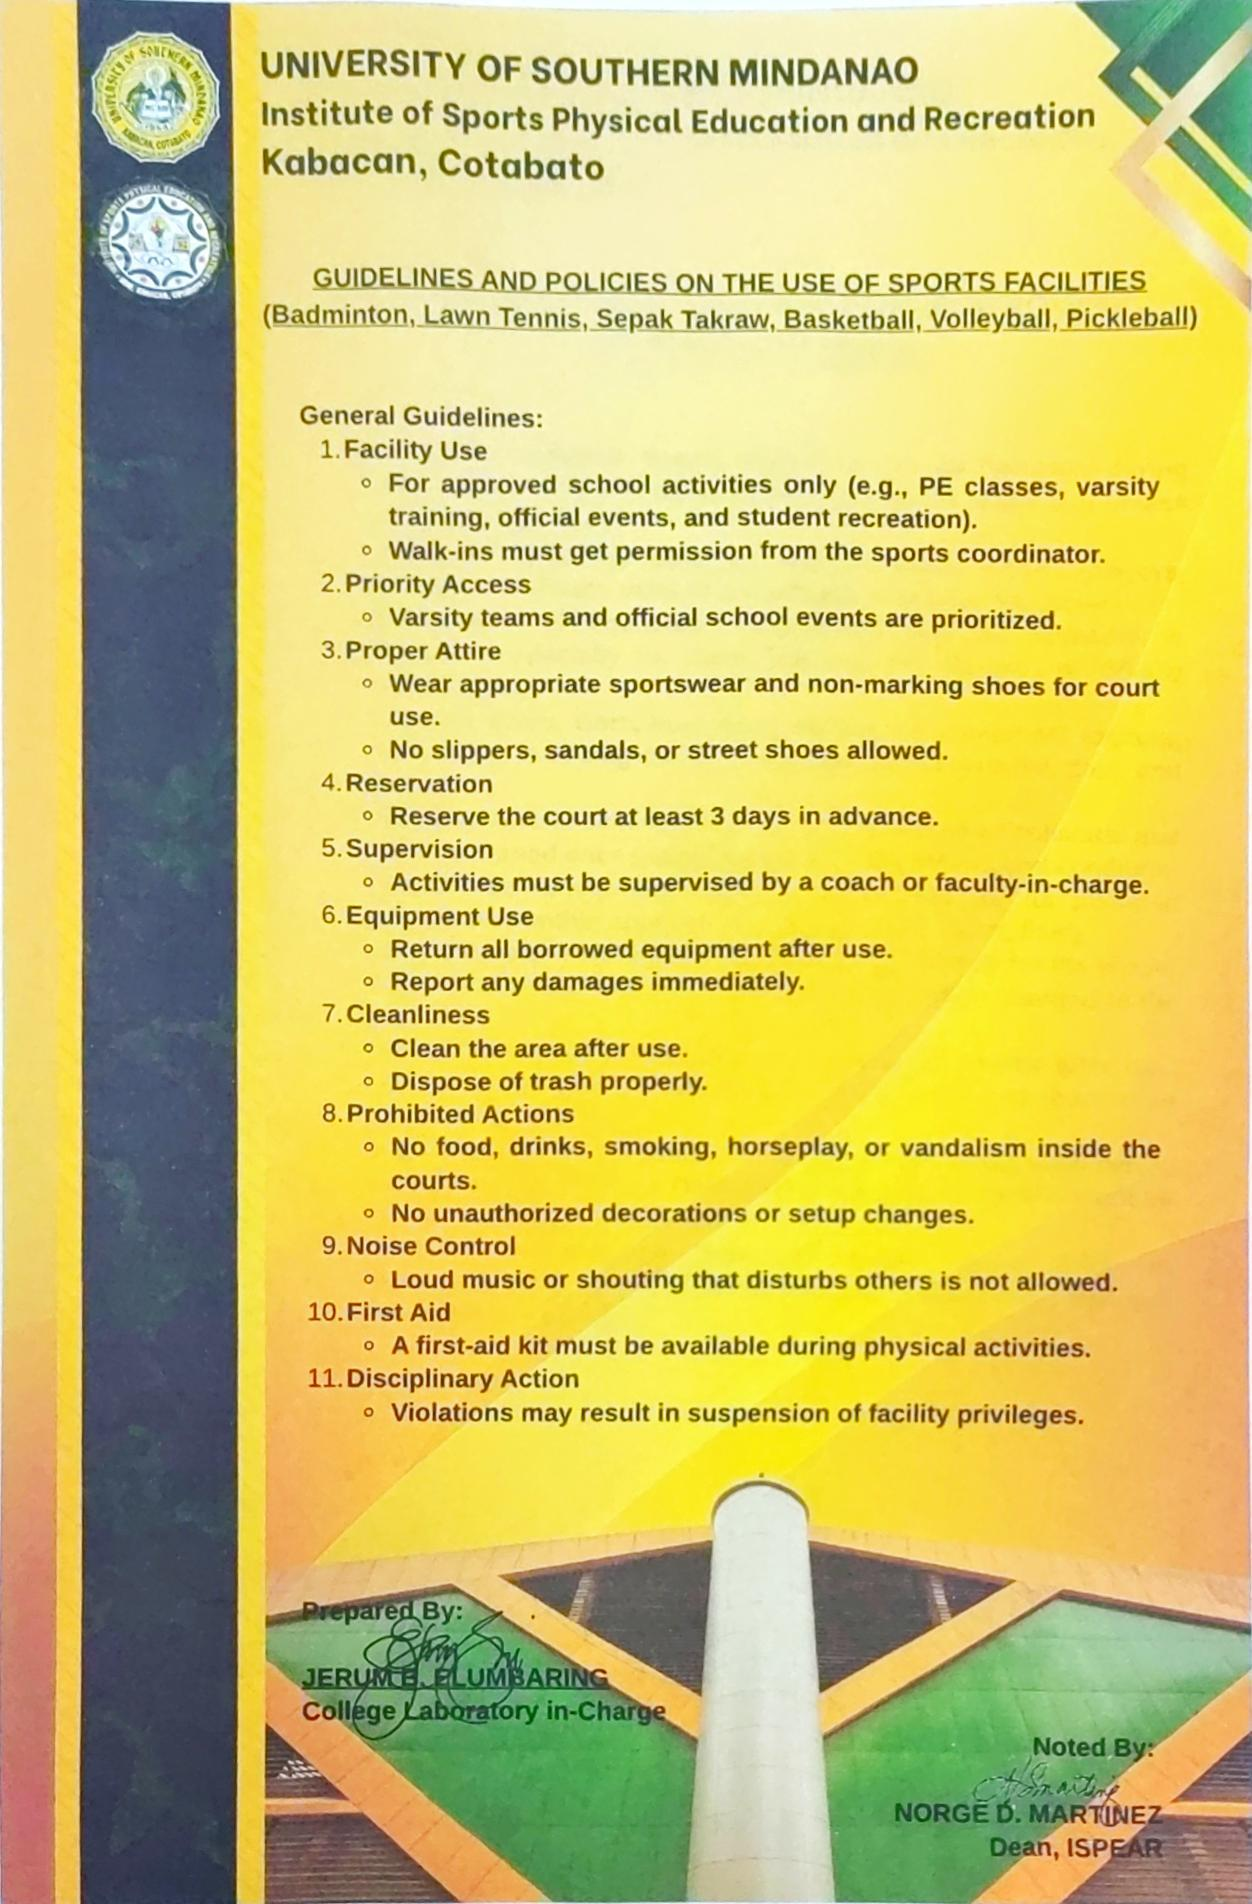 UNIVERSITY OF SOUTHERN MINDANAO
Institute of Sports Physical Education and Recreation
Kabacan, Cotabato
UNIVERSITY OF SOUTHERN MINDANAO
KABACAN, COTABATO
GUIDELINES AND POLICIES ON THE USE OF SPORTS FACILITIES
(Badminton, Lawn Tennis, Sepak Takraw, Basketball, Volleyball, Pickleball)
General Guidelines:
1. Facility Use
◦ For approved school activities only (e.g., PE classes, varsity
training, official events, and student recreation).
◦ Walk-ins must get permission from the sports coordinator.
2. Priority Access
◦ Varsity teams and official school events are prioritized.
3. Proper Attire
◦ Wear appropriate sportswear and non-marking shoes for court
use.
◦ No slippers, sandals, or street shoes allowed.
4. Reservation
◦ Reserve the court at least 3 days in advance.
5. Supervision
◦ Activities must be supervised by a coach or faculty-in-charge.
6. Equipment Use
◦ Return all borrowed equipment after use.
◦ Report any damages immediately.
7. Cleanliness
◦ Clean the area after use.
◦ Dispose of trash properly.
8. Prohibited Actions
◦ No food, drinks, smoking, horseplay, or vandalism inside the
courts.
◦ No unauthorized decorations or setup changes.
9. Noise Control
◦ Loud music or shouting that disturbs others is not allowed.
10. First Aid
◦ A first-aid kit must be available during physical activities.
11. Disciplinary Action
◦ Violations may result in suspension of facility privileges.
Prepared By:
JERUM B. ELUMBARING
College Laboratory in-Charge
Noted By:
NORGE D. MARTINEZ
Dean, ISPEAR